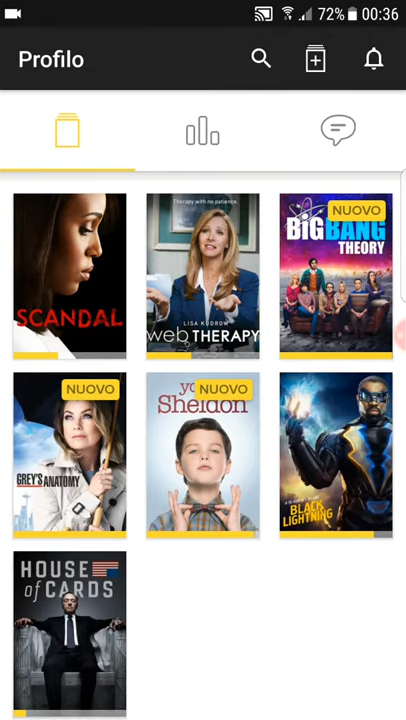 72% 00:36
Profilo
SCANDAL
Therapy with no patience.
LISA KUDROW
web THERAPY
NUOVO
BIG BANG
THEORY
NUOVO
GREY'S ANATOMY
NUOVO
Sheldon
BLACK
LIGHTNING
HOUSE
of CARDS